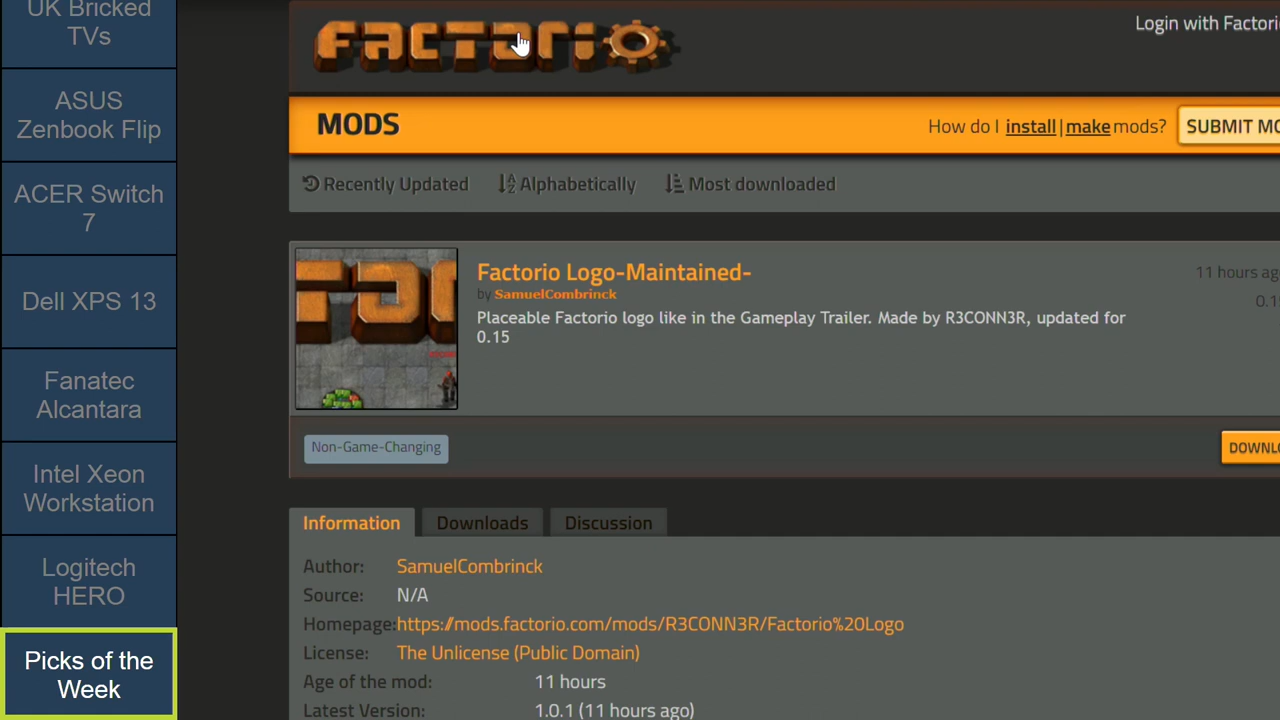 UK Bricked
TVs
ASUS
Zenbook Flip
ACER Switch
7
Dell XPS 13
Fanatec
Alcantara
Intel Xeon
Workstation
Logitech
HERO
Picks of the
Week
Factorio
Login with Factori
MODS
How do I install | make mods?
SUBMIT MO
Recently Updated
Alphabetically
Most downloaded
Factorio Logo-Maintained-
11 hours ag
by SamuelCombrinck
0.1
Placeable Factorio logo like in the Gameplay Trailer. Made by R3CONN3R, updated for
0.15
Non-Game-Changing
DOWNLO
Information
Downloads
Discussion
Author: SamuelCombrinck
Source: N/A
Homepage: https://mods.factorio.com/mods/R3CONN3R/Factorio%20Logo
License: The Unlicense (Public Domain)
Age of the mod: 11 hours
Latest Version: 1.0.1 (11 hours ago)